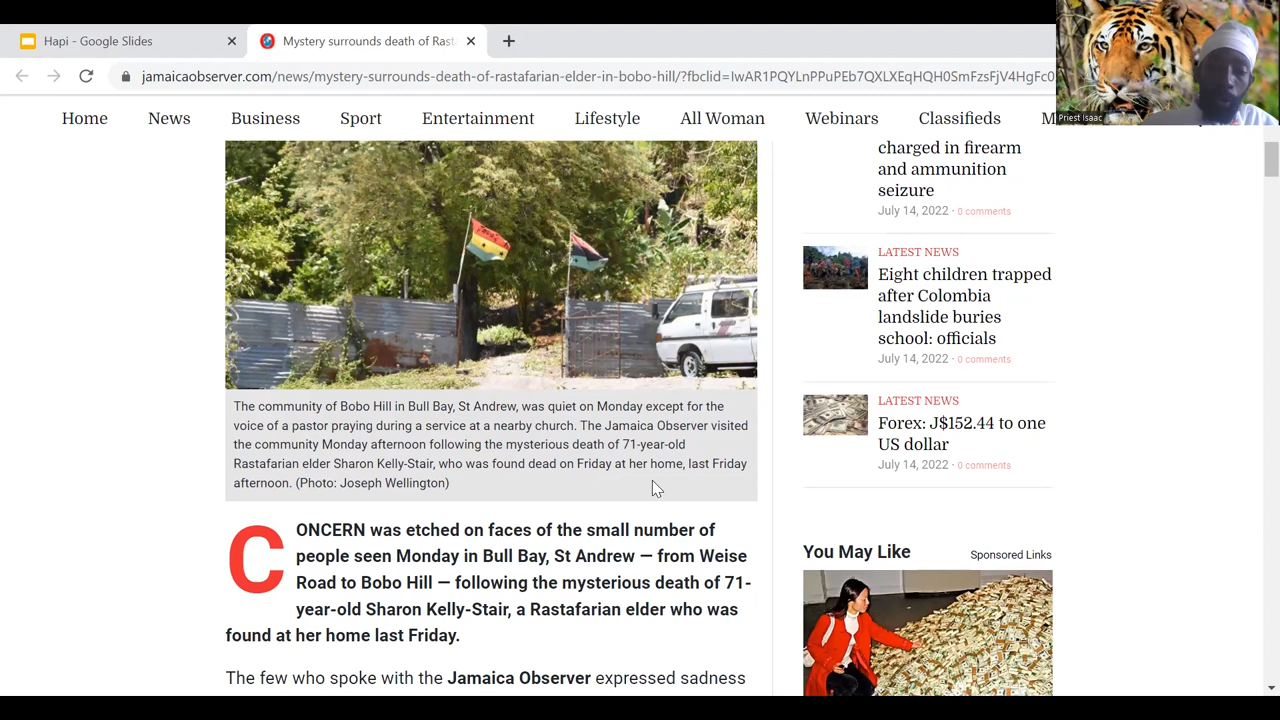 Hapi - Google Slides
Mystery surrounds death of Rast
jamaicaobserver.com/news/mystery-surrounds-death-of-rastafarian-elder-in-bobo-hill/?fbclid=IwAR1PQYLnPPuPEb7QXLXEqHQH0SmFzsFjV4HgFc0
Priest Isaac
Home News Business Sport Entertainment Lifestyle All Woman Webinars Classifieds
charged in firearm
and ammunition
seizure
July 14, 2022 · 0 comments
LATEST NEWS
Eight children trapped
after Colombia
landslide buries
school: officials
July 14, 2022 · 0 comments
LATEST NEWS
Forex: J$152.44 to one
US dollar
July 14, 2022 · 0 comments
The community of Bobo Hill in Bull Bay, St Andrew, was quiet on Monday except for the
voice of a pastor praying during a service at a nearby church. The Jamaica Observer visited
the community Monday afternoon following the mysterious death of 71-year-old
Rastafarian elder Sharon Kelly-Stair, who was found dead on Friday at her home, last Friday
afternoon. (Photo: Joseph Wellington)
CONCERN was etched on faces of the small number of
people seen Monday in Bull Bay, St Andrew — from Weise
Road to Bobo Hill — following the mysterious death of 71-
year-old Sharon Kelly-Stair, a Rastafarian elder who was
found at her home last Friday.
The few who spoke with the Jamaica Observer expressed sadness
You May Like
Sponsored Links